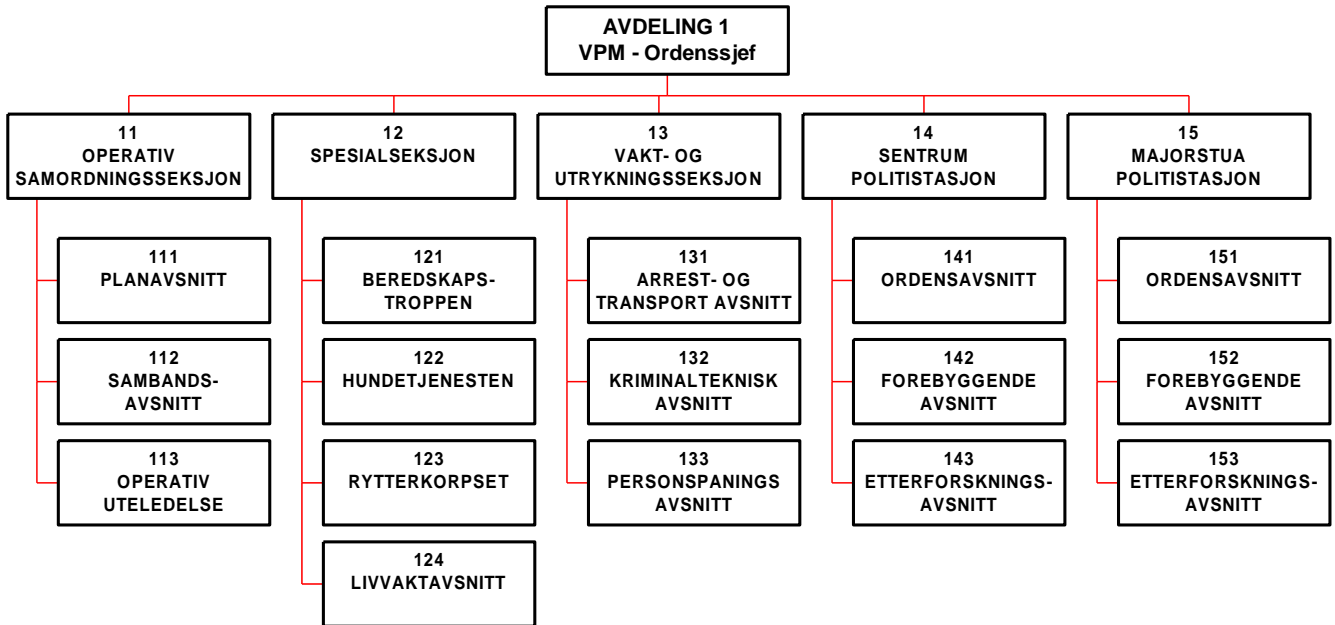 AVDELING 1
VPM - Ordenssjef
11
OPERATIV
SAMORDNINGSSEKSJON
12
SPESIALSEKSJON
13
VAKT- OG
UTRYKNINGSSEKSJON
14
SENTRUM
POLITISTASJON
15
MAJORSTUA
POLITISTASJON
111
PLANAVSNITT
112
SAMBANDS-
AVSNITT
113
OPERATIV
UTELEDELSE
121
BEREDSKAPS-
TROPPEN
122
HUNDETJENESTEN
123
RYTTERKORPSET
124
LIVVAKTAVSNITT
131
ARREST- OG
TRANSPORT AVSNITT
132
KRIMINALTEKNISK
AVSNITT
133
PERSONSPANINGS
AVSNITT
141
ORDENSAVSNITT
142
FOREBYGGENDE
AVSNITT
143
ETTERFORSKNINGS-
AVSNITT
151
ORDENSAVSNITT
152
FOREBYGGENDE
AVSNITT
153
ETTERFORSKNINGS-
AVSNITT